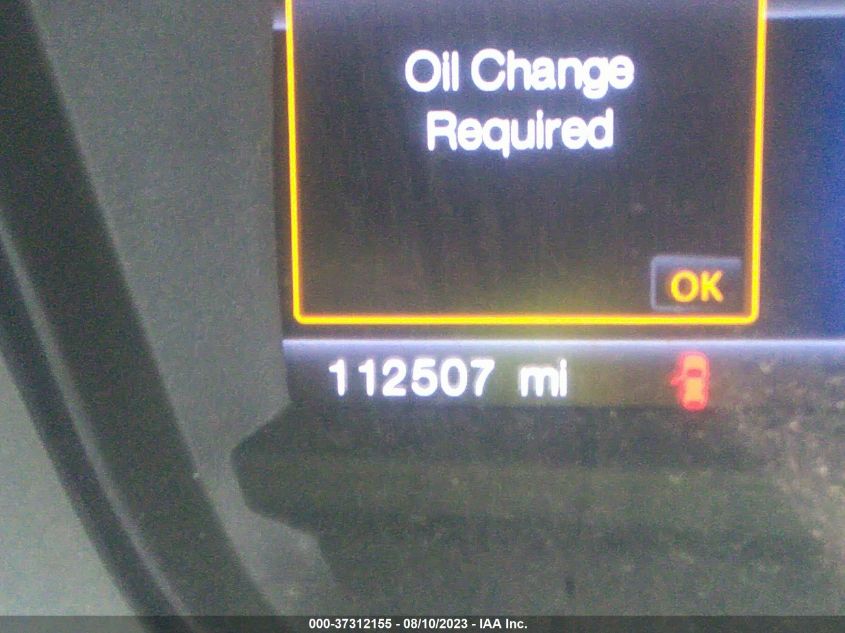 Oil Change
Required
OK
112507 mi
000-37312155 - 08/10/2023 - IAA Inc.